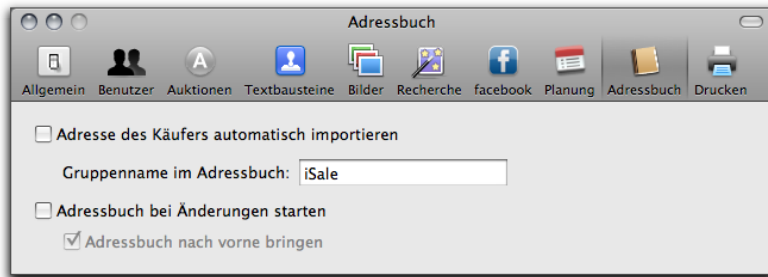 Adressbuch
Allgemein Benutzer Auktionen Textbausteine Bilder Recherche facebook Planung Adressbuch Drucken
Adresse des Käufers automatisch importieren
Gruppenname im Adressbuch: iSale
Adressbuch bei Änderungen starten
Adressbuch nach vorne bringen